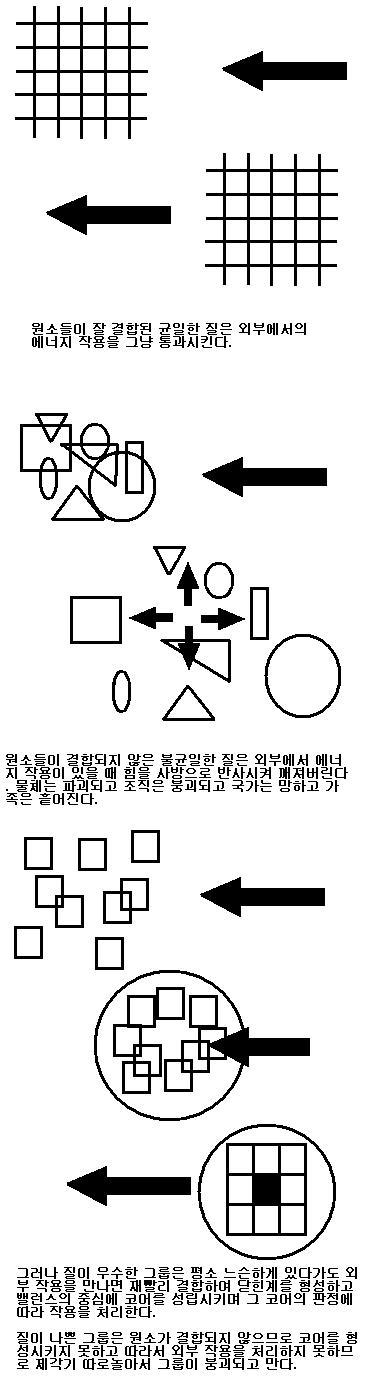 원소들이 잘 결합된 균일한 질은 외부에서의
에너지 작용을 그냥 통과시킨다.
원소들이 결합되지 않은 불균일한 질은 외부에서 에너
지 작용이 있을 때 힘을 사방으로 반사시켜 깨져버린다
. 물체는 파괴되고 조직은 붕괴되고 국가는 망하고 가
족은 흩어진다.
그러나 질이 우수한 그룹은 평소 느슨하게 있다가도 외
부 작용을 만나면 재빨리 결합하여 닫힌계를 형성하고
밸런스의 중심에 코어를 성립시키며 그 코어의 판정에
따라 작용을 처리한다.
질이 나쁜 그룹은 원소가 결합되지 않으므로 코어를 형
성시키지 못하고 따라서 외부 작용을 처리하지 못하므
로 제각기 따로놀아서 그룹이 붕괴되고 만다.